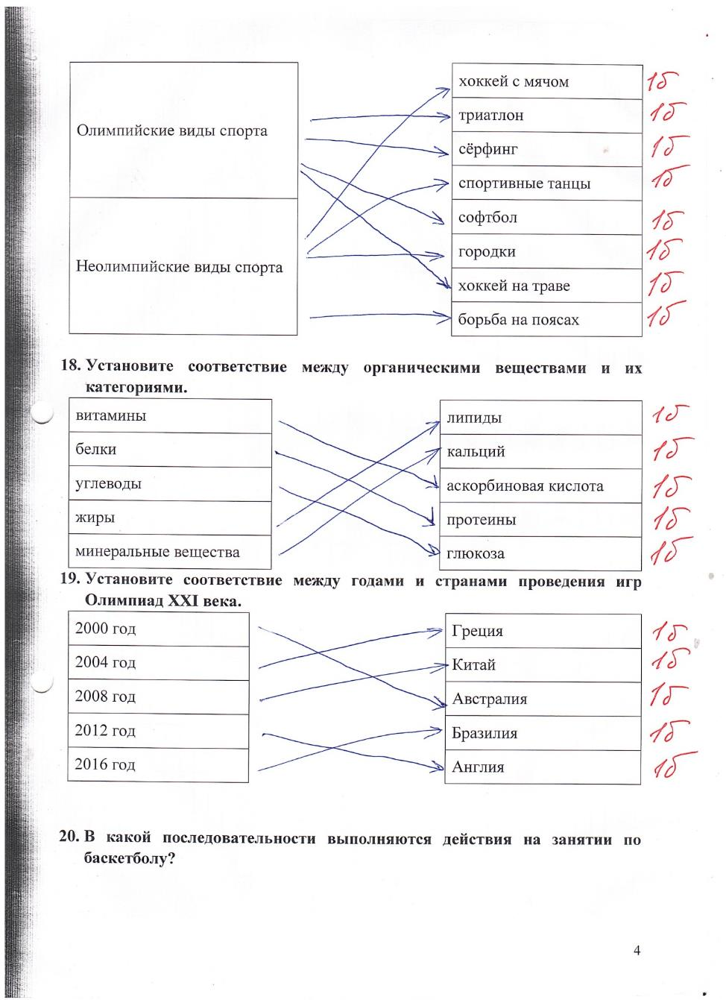 хоккей с мячом 1б
триатлон 1б
Олимпийские виды спорта
сёрфинг 1б
спортивные танцы 1б
софтбол 1б
городки 1б
Неолимпийские виды спорта
хоккей на траве 1б
борьба на поясах 1б
18. Установите соответствие между органическими веществами и их
категориями.
витамины липиды 1б
белки кальций 1б
углеводы аскорбиновая кислота 1б
жиры протеины 1б
минеральные вещества глюкоза 1б
19. Установите соответствие между годами и странами проведения игр
Олимпиад XXI века.
2000 год Греция 1б
2004 год Китай 1б
2008 год Австралия 1б
2012 год Бразилия 1б
2016 год Англия 1б
20. В какой последовательности выполняются действия на занятии по
баскетболу?
4